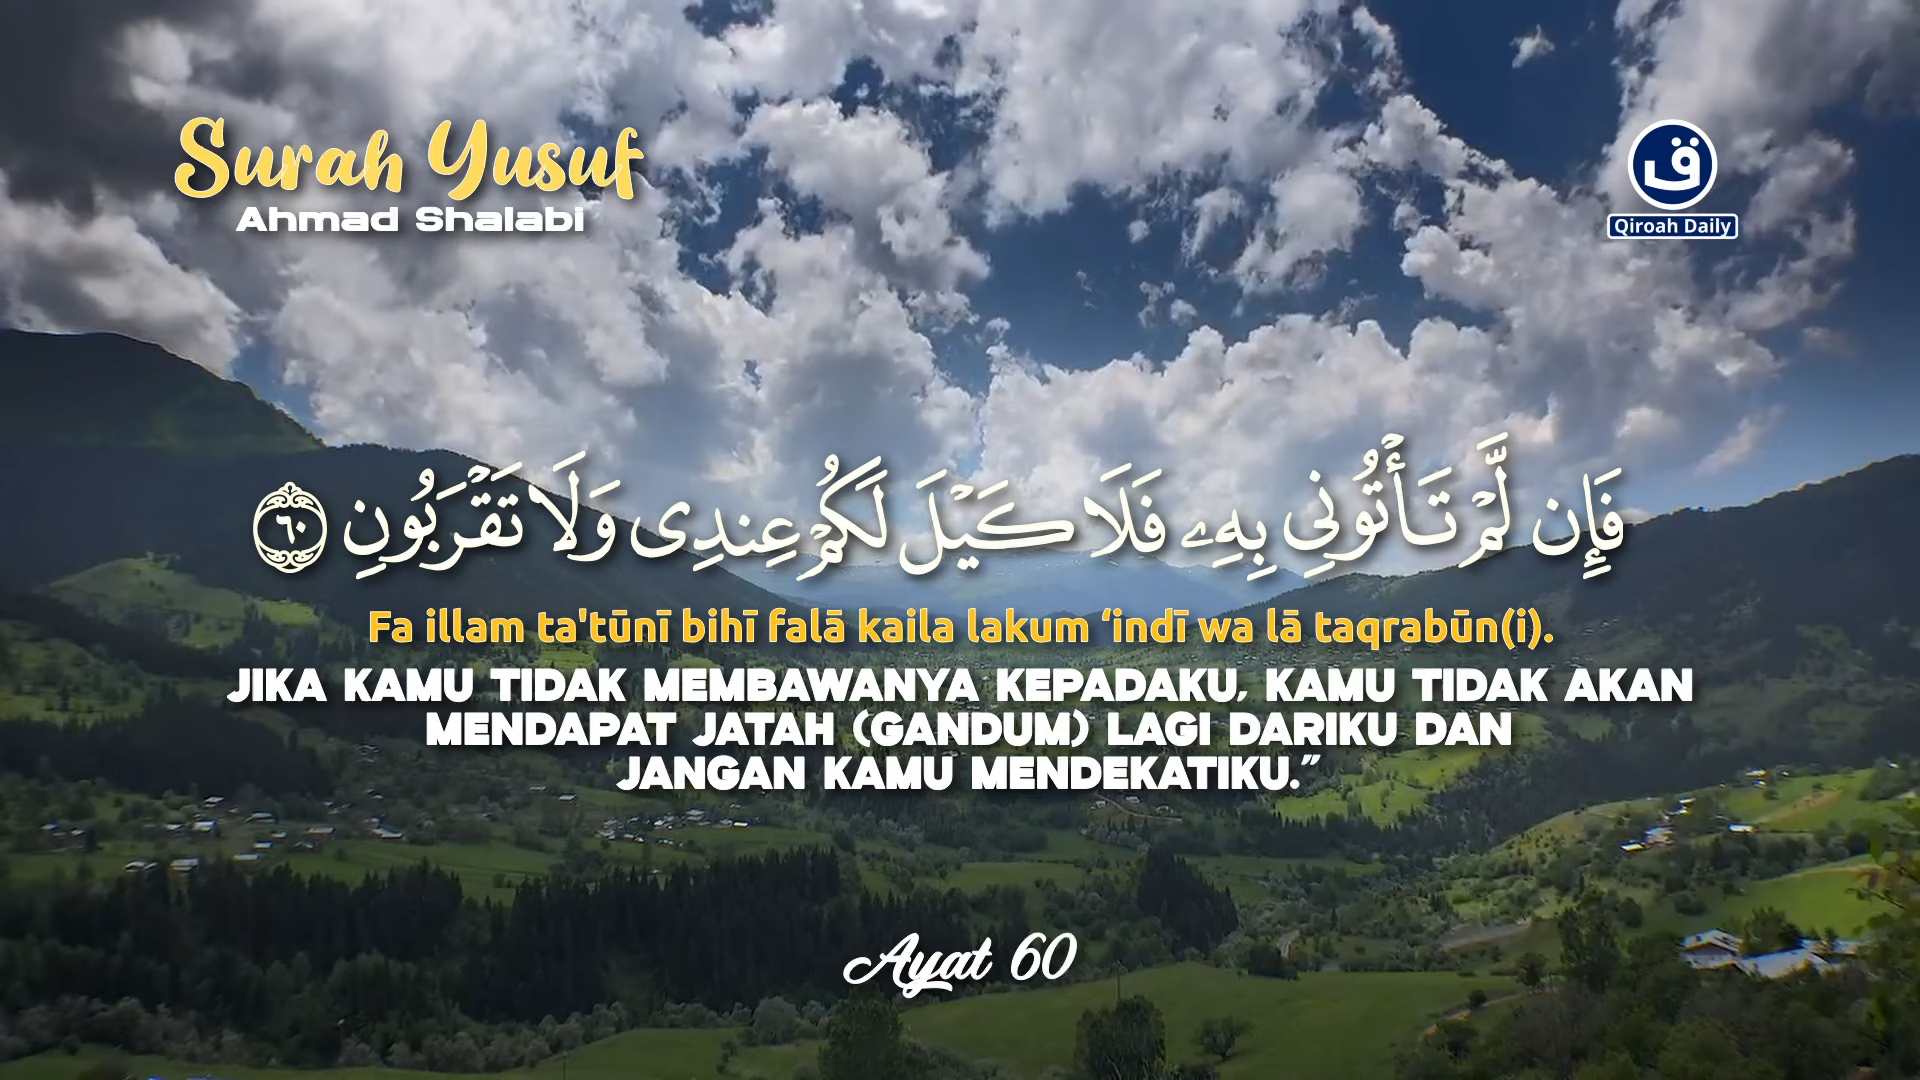 Surah Yusuf
Ahmad Shalabi
ق
Qiroah Daily
فَإِن لَّمْ تَأْتُونِي بِهِۦ فَلَا كَيْلَ لَكُمْ عِندِى وَلَا تَقْرَبُونِ ٦٠
Fa illam ta'tūnī bihī falā kaila lakum ‘indī wa lā taqrabūn(i).
JIKA KAMU TIDAK MEMBAWANYA KEPADAKU, KAMU TIDAK AKAN
MENDAPAT JATAH (GANDUM) LAGI DARIKU DAN
JANGAN KAMU MENDEKATIKU.”
Ayat 60